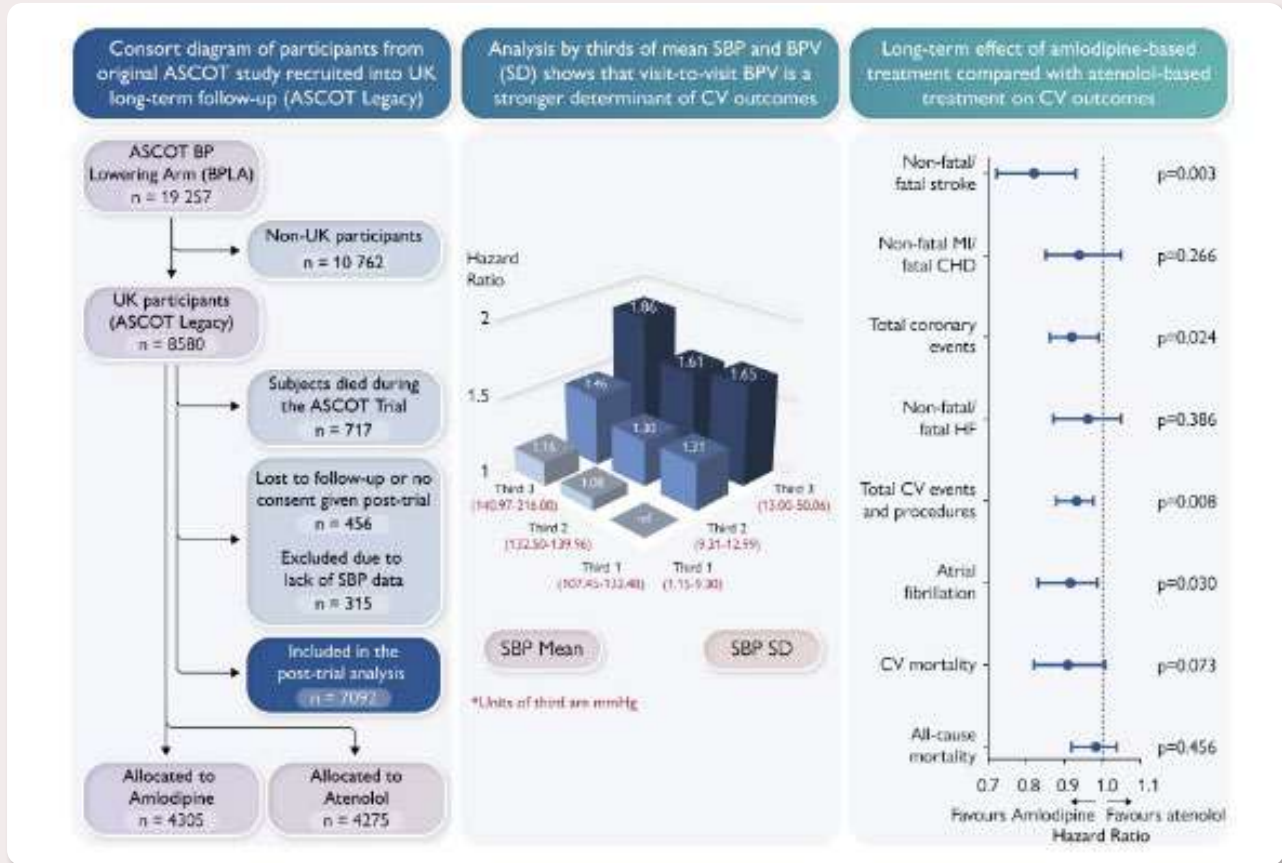 Consort diagram of participants from
original ASCOT study recruited into UK
long-term follow-up (ASCOT Legacy)
ASCOT BP
Lowering Arm (BPLA)
n = 19 257
Non-UK participants
n = 10 762
UK participants
(ASCOT Legacy)
n = 8580
Subjects died during
the ASCOT Trial
n = 717
Lost to follow-up or no
consent given post-trial
n = 456
Excluded due to
lack of SBP data
n = 315
Included in the
post-trial analysis
n = 7092
Allocated to
Amlodipine
n = 4305
Allocated to
Atenolol
n = 4275
Analysis by thirds of mean SBP and BPV
(SD) shows that visit-to-visit BPV is a
stronger determinant of CV outcomes
Hazard
Ratio
2
1.5
1
1.86
1.61
1.65
1.46
1.30
1.31
1.16
1.08
ref
Third 3
(140.97-216.00)
Third 2
(132.50-139.96)
Third 1
Third 3
(13.00-50.06)
Third 2
(9.31-12.99)
Third 1
(1.15-9.30)
SBP Mean
SBP SD
*Units of third are mmHg
Long-term effect of amlodipine-based
treatment compared with atenolol-based
treatment on CV outcomes
Non-fatal/
fatal stroke
p=0.003
Non-fatal MI/
fatal CHD
p=0.266
Total coronary
events
p=0.024
Non-fatal/
fatal HF
p=0.386
Total CV events
and procedures
p=0.008
Atrial
fibrillation
p=0.030
CV mortality
p=0.073
All-cause
mortality
p=0.456
0.7 0.8 0.9 1.0 1.1
Favours Amlodipine Favours atenolol
Hazard Ratio